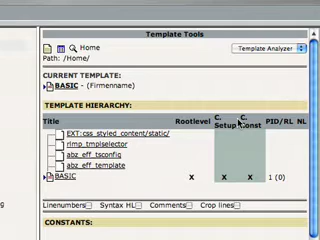 Template Tools
Home Template Analyzer
Path: /Home/
CURRENT TEMPLATE:
BASIC - (Firmenname)
TEMPLATE HIERARCHY:
Title Rootlevel C. Setup C. Const PID/RL NL
EXT:css_styled_content/static/
rlmp_tmplselector
abz_eff_tsconfig
abz_eff_template
BASIC x x x 1 (0)
Linenumbers Syntax HL Comments Crop lines
CONSTANTS: